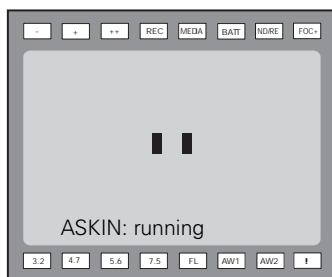 - + ++ REC MEDIA BATT ND/RE FOC+
ASKIN: running
3.2 4.7 5.6 7.5 FL AW1 AW2 !